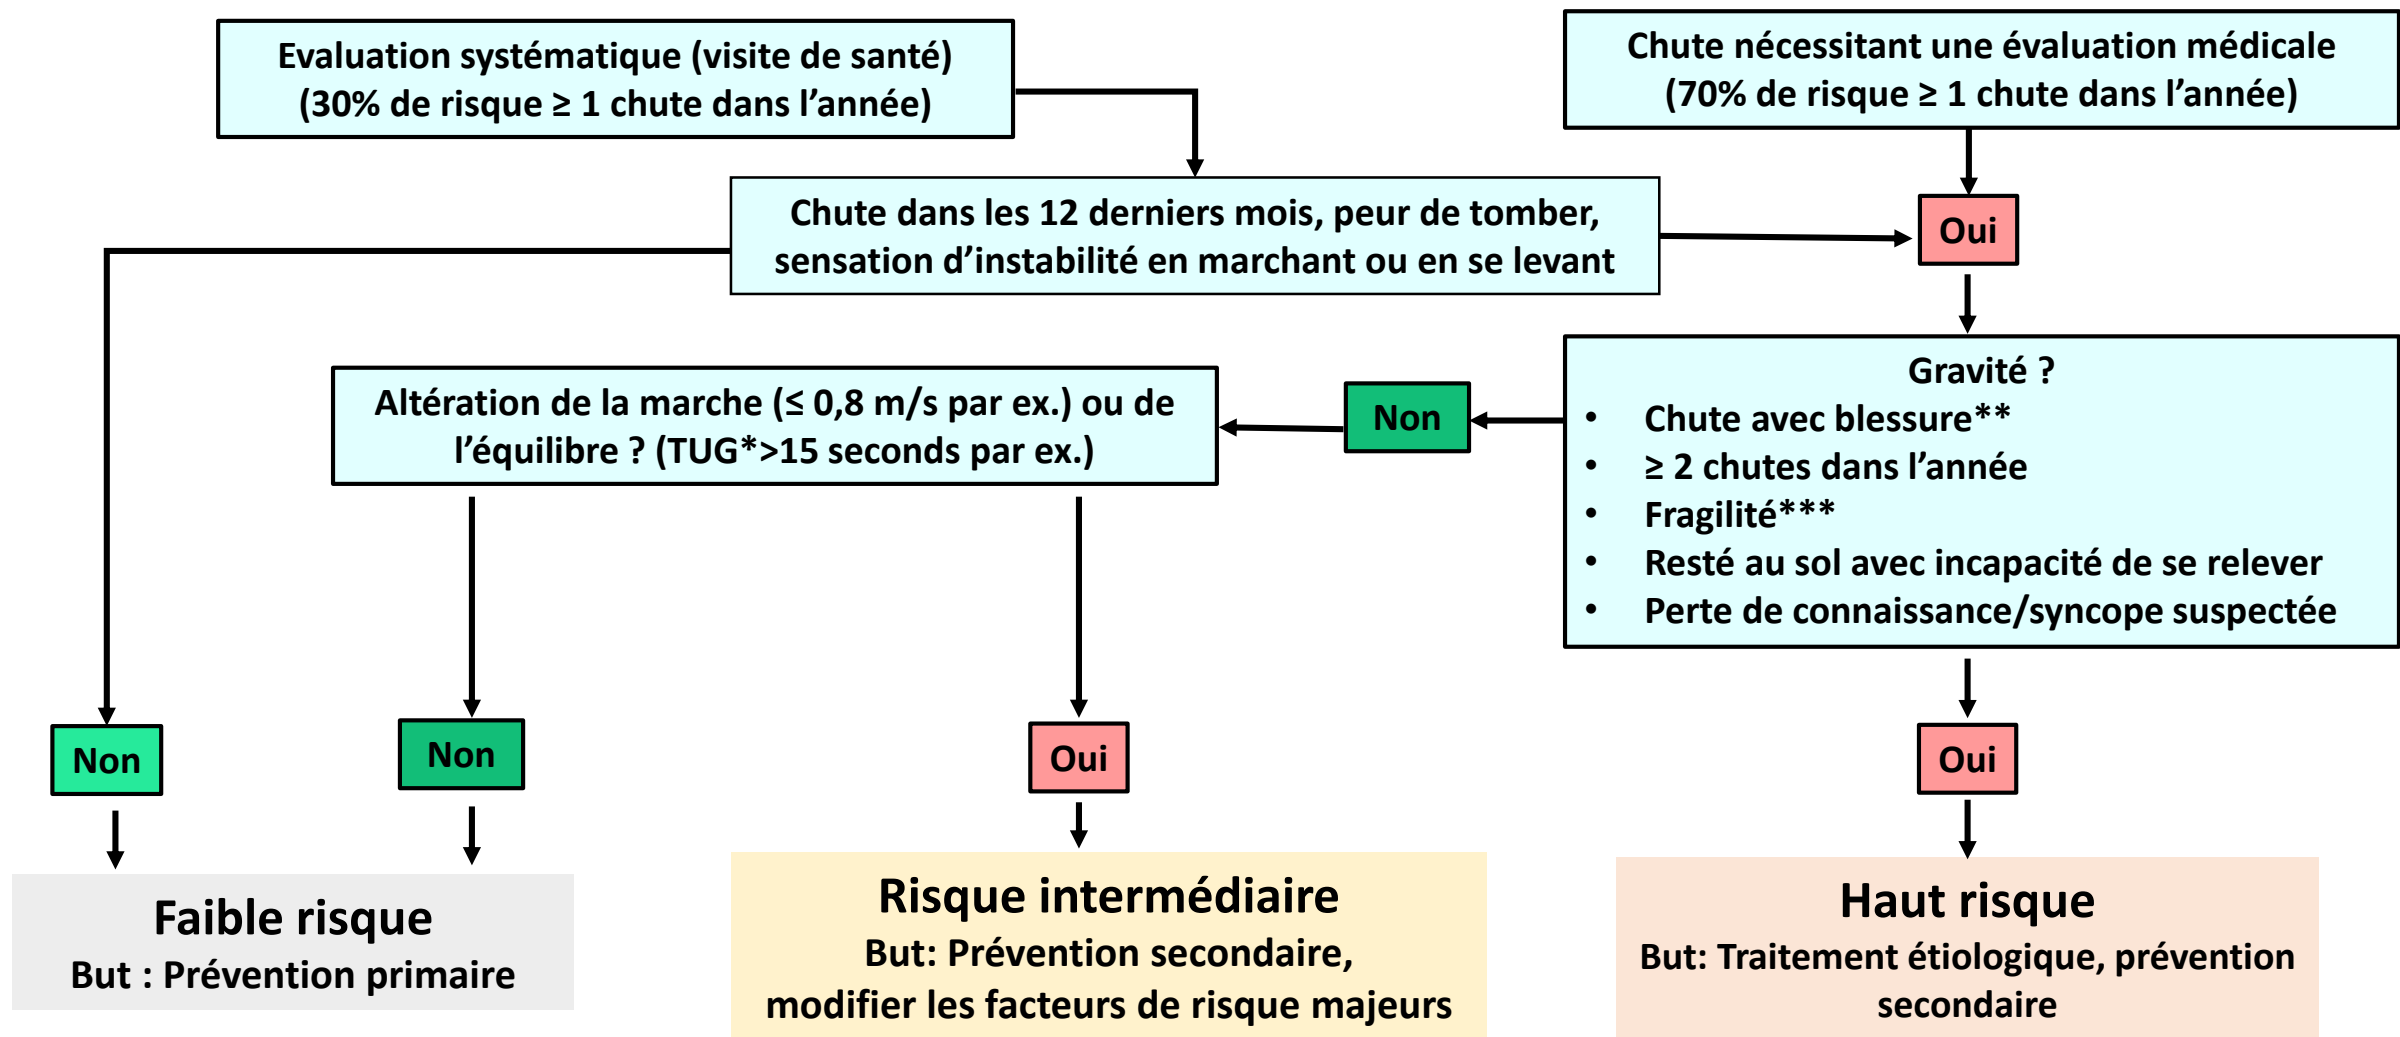 Evaluation systématique (visite de santé)
(30% de risque ≥ 1 chute dans l’année)
Chute nécessitant une évaluation médicale
(70% de risque ≥ 1 chute dans l’année)
Chute dans les 12 derniers mois, peur de tomber,
sensation d’instabilité en marchant ou en se levant
Oui
Gravité ?
• Chute avec blessure**
• ≥ 2 chutes dans l’année
• Fragilité***
• Resté au sol avec incapacité de se relever
• Perte de connaissance/syncope suspectée
Non
Altération de la marche (≤ 0,8 m/s par ex.) ou de
l’équilibre ? (TUG*>15 seconds par ex.)
Non
Non
Oui
Oui
Faible risque
But : Prévention primaire
Risque intermédiaire
But: Prévention secondaire,
modifier les facteurs de risque majeurs
Haut risque
But: Traitement étiologique, prévention
secondaire